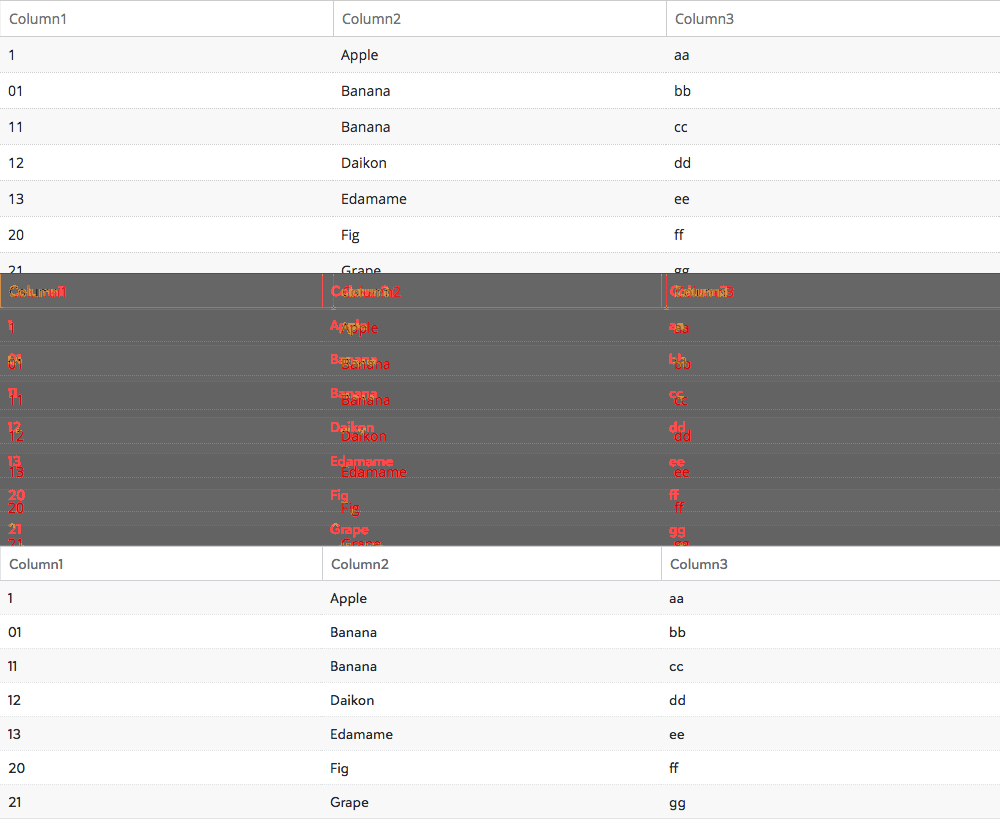 Column1 Column2 Column3
1 Apple aa
01 Banana bb
11 Banana cc
12 Daikon dd
13 Edamame ee
20 Fig ff
21 Grape gg
Column1 Column2 Column3
1 Apple aa
01 Banana bb
11 Banana cc
12 Daikon dd
13 Edamame ee
20 Fig ff
21 Grape gg
Column1 Column2 Column3
1 Apple aa
01 Banana bb
11 Banana cc
12 Daikon dd
13 Edamame ee
20 Fig ff
21 Grape gg